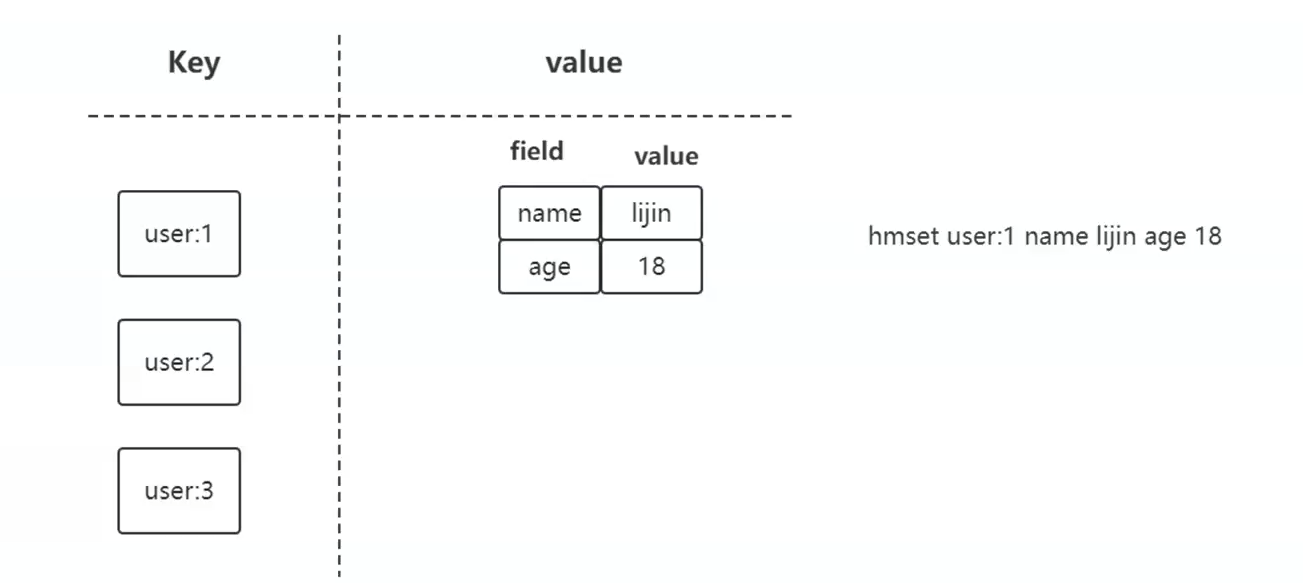 Key
value
field
value
name
lijin
user:1
hmset user:1 name lijin age 18
age
18
user:2
user:3